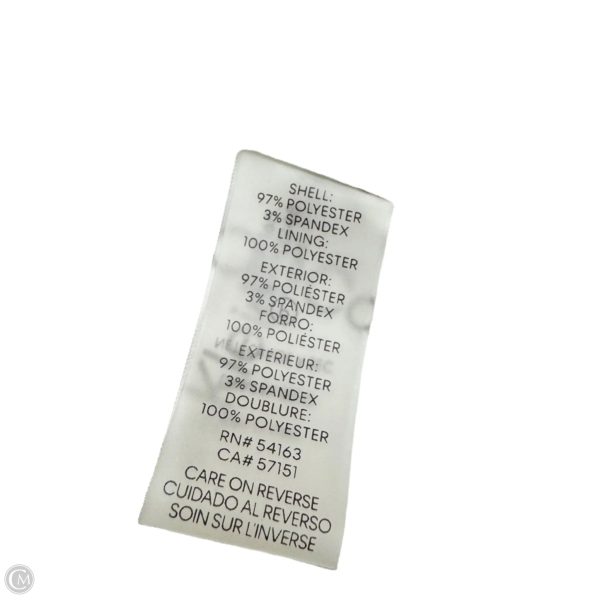 SHELL:
97% POLYESTER
3% SPANDEX
LINING:
100% POLYESTER
EXTERIOR:
97% POLIÉSTER
3% SPANDEX
FORRO:
100% POLIÉSTER
EXTÉRIEUR:
97% POLYESTER
3% SPANDEX
DOUBLURE:
100% POLYESTER
RN# 54163
CA# 57151
CARE ON REVERSE
CUIDADO AL REVERSO
SOIN SUR L'INVERSE